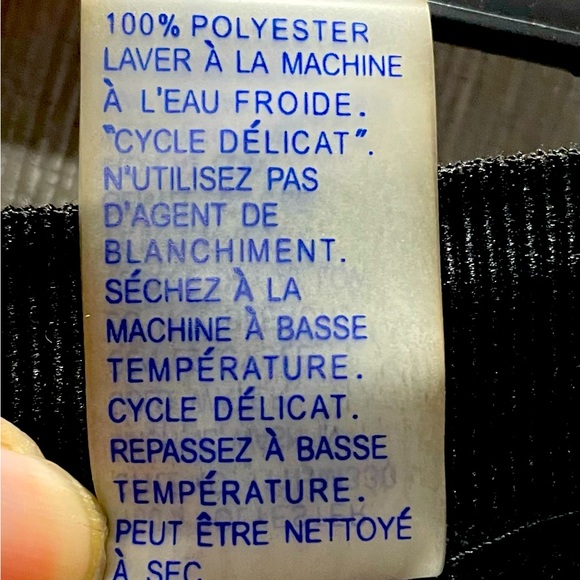 100% POLYESTER
LAVER À LA MACHINE
À L'EAU FROIDE.
"CYCLE DÉLICAT".
N'UTILISEZ PAS
D'AGENT DE
BLANCHIMENT.
SÉCHEZ À LA
MACHINE À BASSE
TEMPÉRATURE.
CYCLE DÉLICAT.
REPASSEZ À BASSE
TEMPÉRATURE.
PEUT ÊTRE NETTOYÉ
À SEC